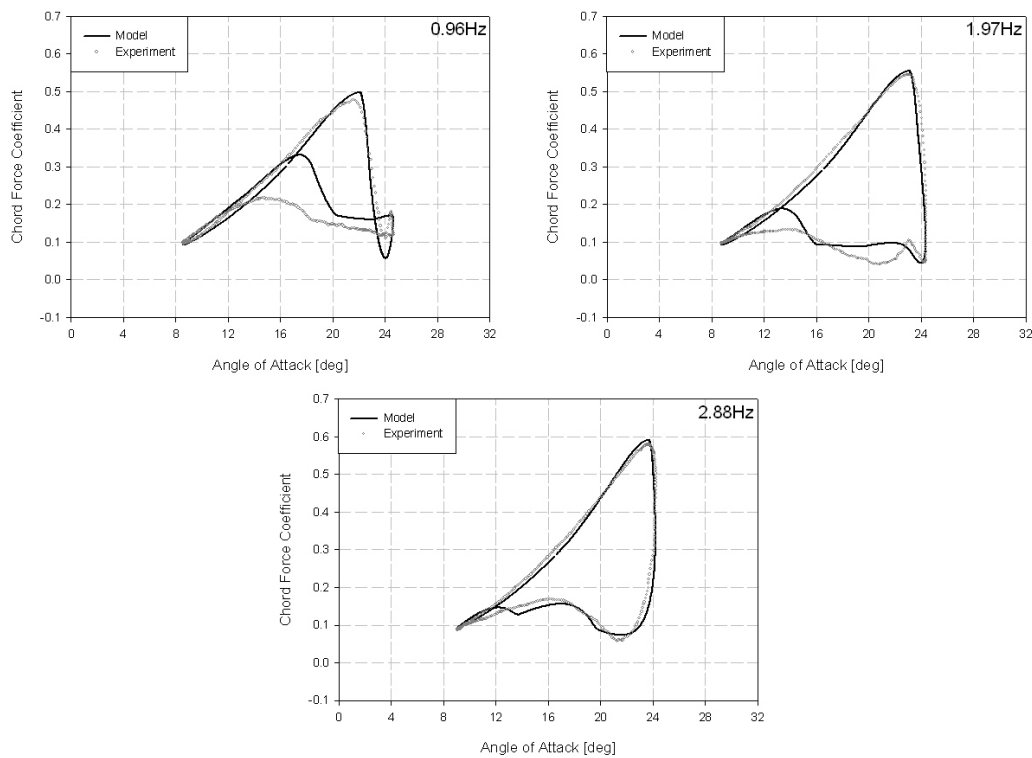 0.7
0.96Hz
Model
Experiment
0.6
0.5
0.4
0.3
0.2
0.1
0.0
-0.1
Chord Force Coefficient
0 4 8 12 16 20 24 28 32
Angle of Attack [deg]
0.7
1.97Hz
Model
Experiment
0.6
0.5
0.4
0.3
0.2
0.1
0.0
-0.1
Chord Force Coefficient
0 4 8 12 16 20 24 28 32
Angle of Attack [deg]
0.7
2.88Hz
Model
Experiment
0.6
0.5
0.4
0.3
0.2
0.1
0.0
-0.1
Chord Force Coefficient
0 4 8 12 16 20 24 28 32
Angle of Attack [deg]